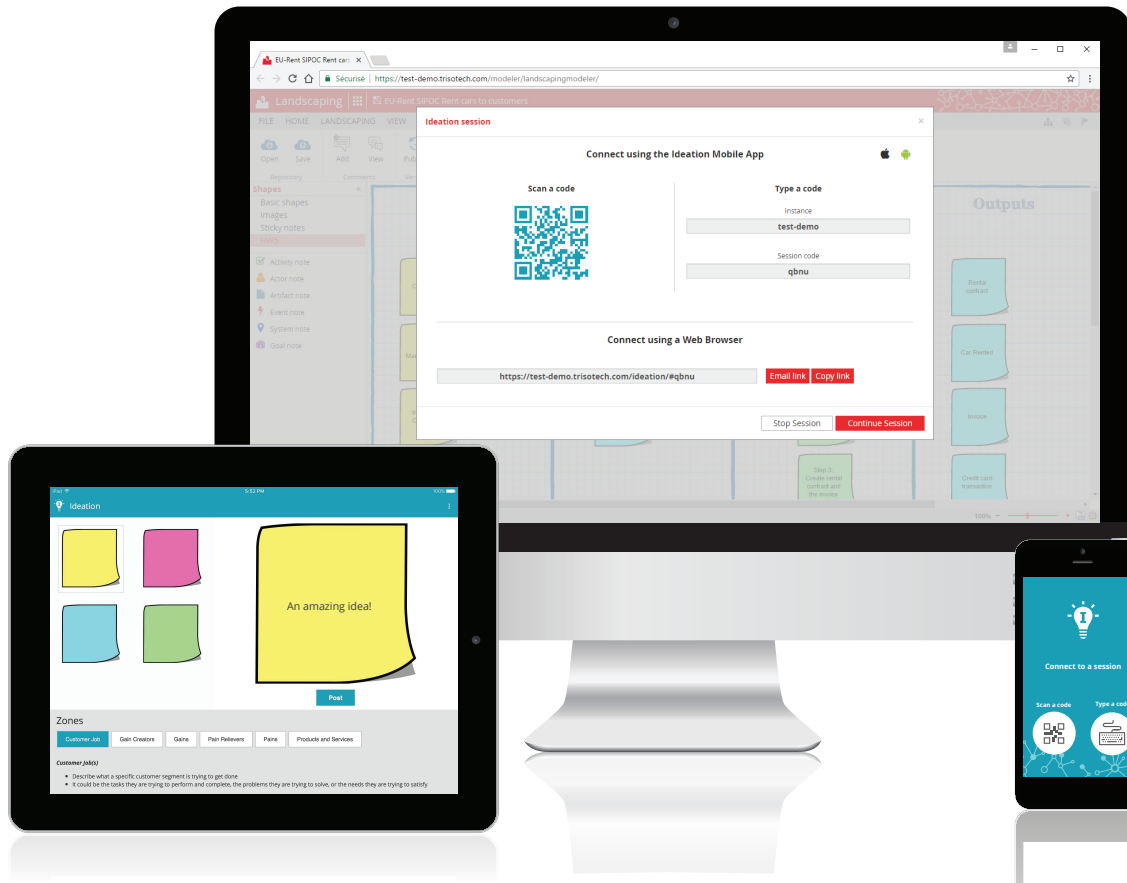 EU-Rent SIPOC Rent cars
Sécurisé | https://test-demo.trisotech.com/modeler/landscapingmodeler/
Landscaping
EU-Rent SIPOC Rent cars to customers
FILE HOME LANDSCAPING VIEW
Open Save Add View
Repository Comments
Shapes
Basic shapes
Images
Sticky notes
Activity note
Actor note
Artifact note
Event note
System note
Goal note
Ideation session
Connect using the Ideation Mobile App
Scan a code
Type a code
Instance
test-demo
Session code
qbnu
Connect using a Web Browser
https://test-demo.trisotech.com/ideation/#qbnu
Email link Copy link
Stop Session Continue Session
Outputs
Rental
contract
Car Rented
Invoice
Step 3:
Create rental
contract and
the invoice
Credit card
transaction
100%
iPad 5:52 PM 100%
Ideation
An amazing idea!
Post
Zones
Customer Job Gain Creators Gains Pain Relievers Pains Products and Services
Customer Job(s)
Describe what a specific customer segment is trying to get done
It could be the tasks they are trying to perform and complete, the problems they are trying to solve, or the needs they are trying to satisfy
I
Connect to a session
Scan a code Type a cod